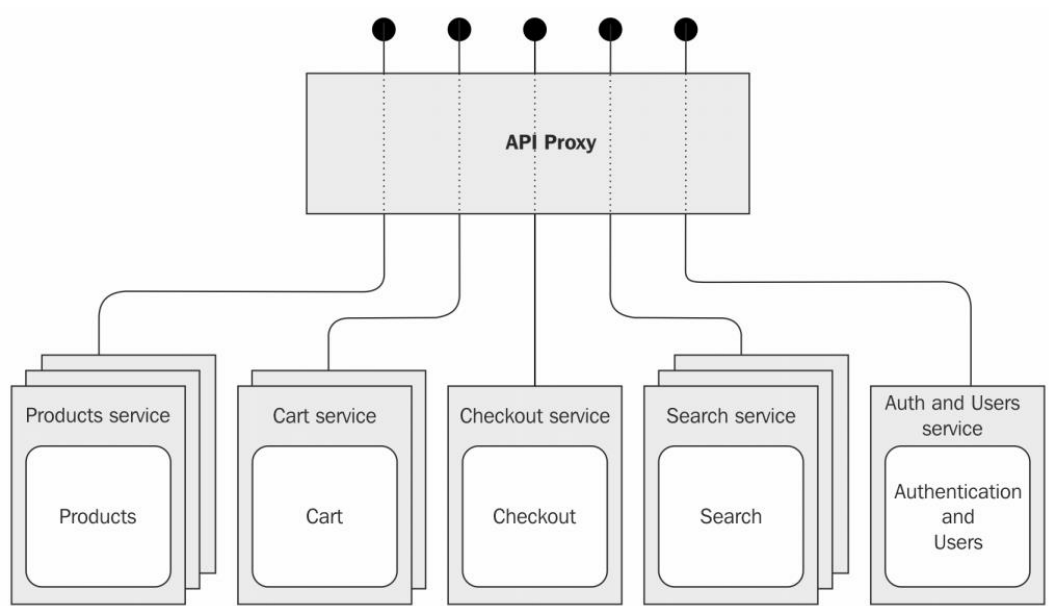 API Proxy
Products service
Cart service
Checkout service
Search service
Auth and Users
service
Products
Cart
Checkout
Search
Authentication
and
Users